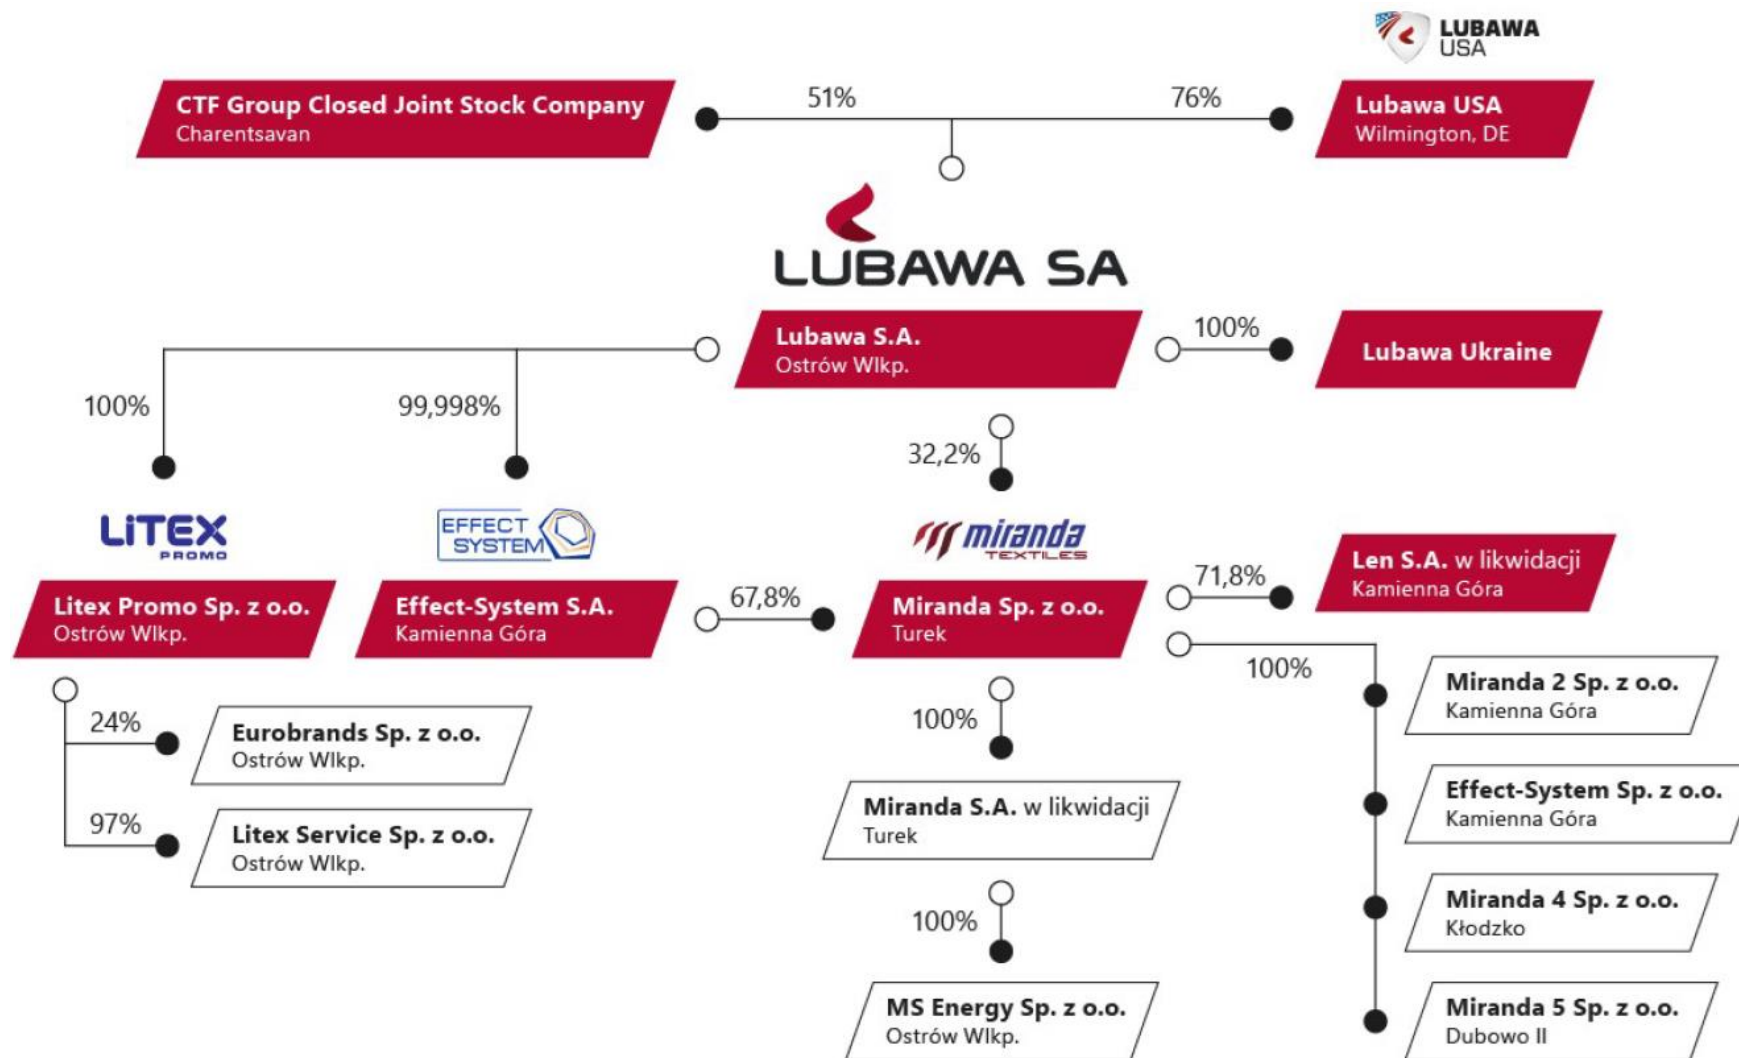 LUBAWA
USA
CTF Group Closed Joint Stock Company
Charentsavan
51%
76%
Lubawa USA
Wilmington, DE
LUBAWA SA
Lubawa S.A.
Ostrów Wlkp.
100%
Lubawa Ukraine
100%
99,998%
32,2%
LiTEX
PROMO
EFFECT
SYSTEM
miranda
TEXTILES
Litex Promo Sp. z o.o.
Ostrów Wlkp.
Effect-System S.A.
Kamienna Góra
67,8%
Miranda Sp. z o.o.
Turek
71,8%
Len S.A. w likwidacji
Kamienna Góra
100%
24%
Eurobrands Sp. z o.o.
Ostrów Wlkp.
97%
Litex Service Sp. z o.o.
Ostrów Wlkp.
100%
Miranda S.A. w likwidacji
Turek
100%
MS Energy Sp. z o.o.
Ostrów Wlkp.
Miranda 2 Sp. z o.o.
Kamienna Góra
Effect-System Sp. z o.o.
Kamienna Góra
Miranda 4 Sp. z o.o.
Kłodzko
Miranda 5 Sp. z o.o.
Dubowo II